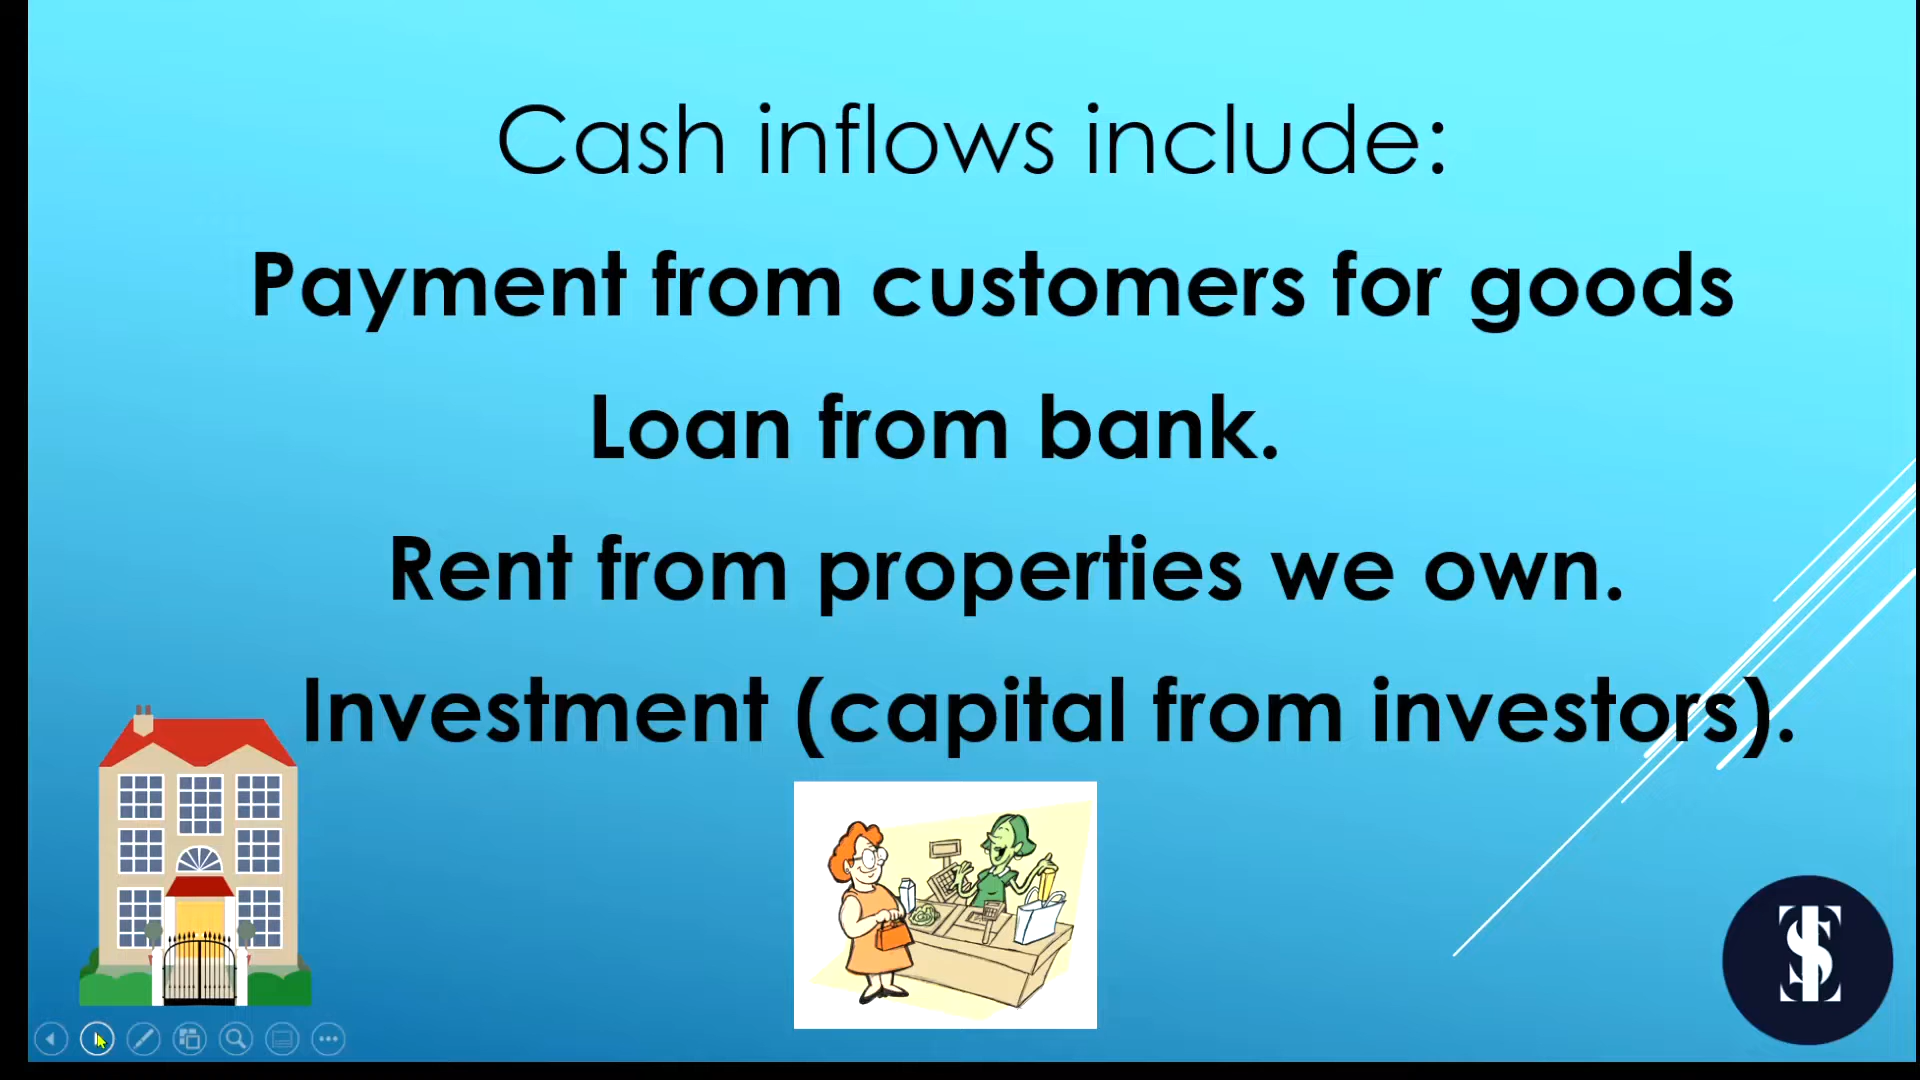 Cash inflows include:
Payment from customers for goods
Loan from bank.
Rent from properties we own.
Investment (capital from investors).